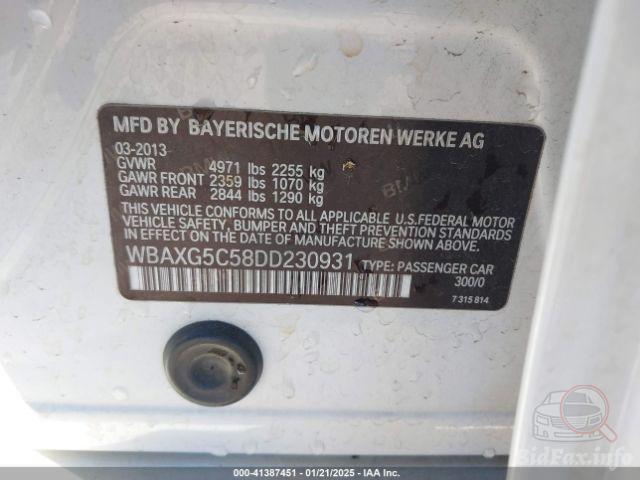 MFD BY BAYERISCHE MOTOREN WERKE AG
03-2013
GVWR 4971 lbs 2255 kg
GAWR FRONT 2359 lbs 1070 kg
GAWR REAR 2844 lbs 1290 kg
THIS VEHICLE CONFORMS TO ALL APPLICABLE U.S.FEDERAL MOTOR
VEHICLE SAFETY, BUMPER AND THEFT PREVENTION STANDARDS
IN EFFECT ON THE DATE OF MANUFACTURE SHOWN ABOVE.
WBAXG5C58DD230931 TYPE: PASSENGER CAR
300/0
7 315 814
BidFax.info
© COPYRIGHT - 41387451 - 01/21/2025 - IAA Inc.